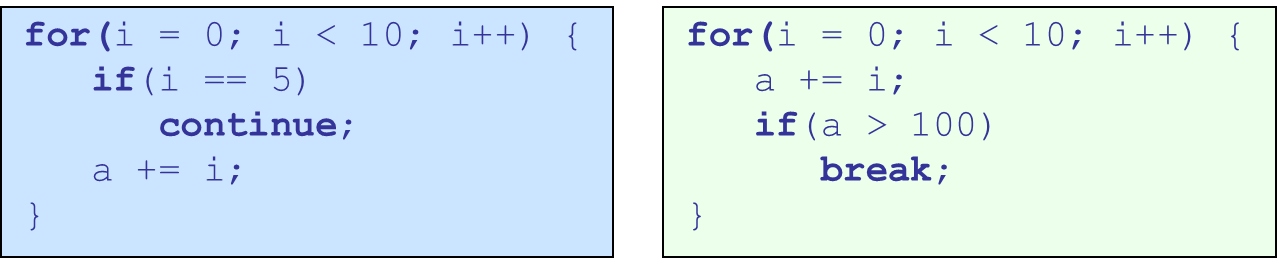 for(i = 0; i < 10; i++) {
if(i == 5)
continue;
a += i;
}
for(i = 0; i < 10; i++) {
a += i;
if(a > 100)
break;
}